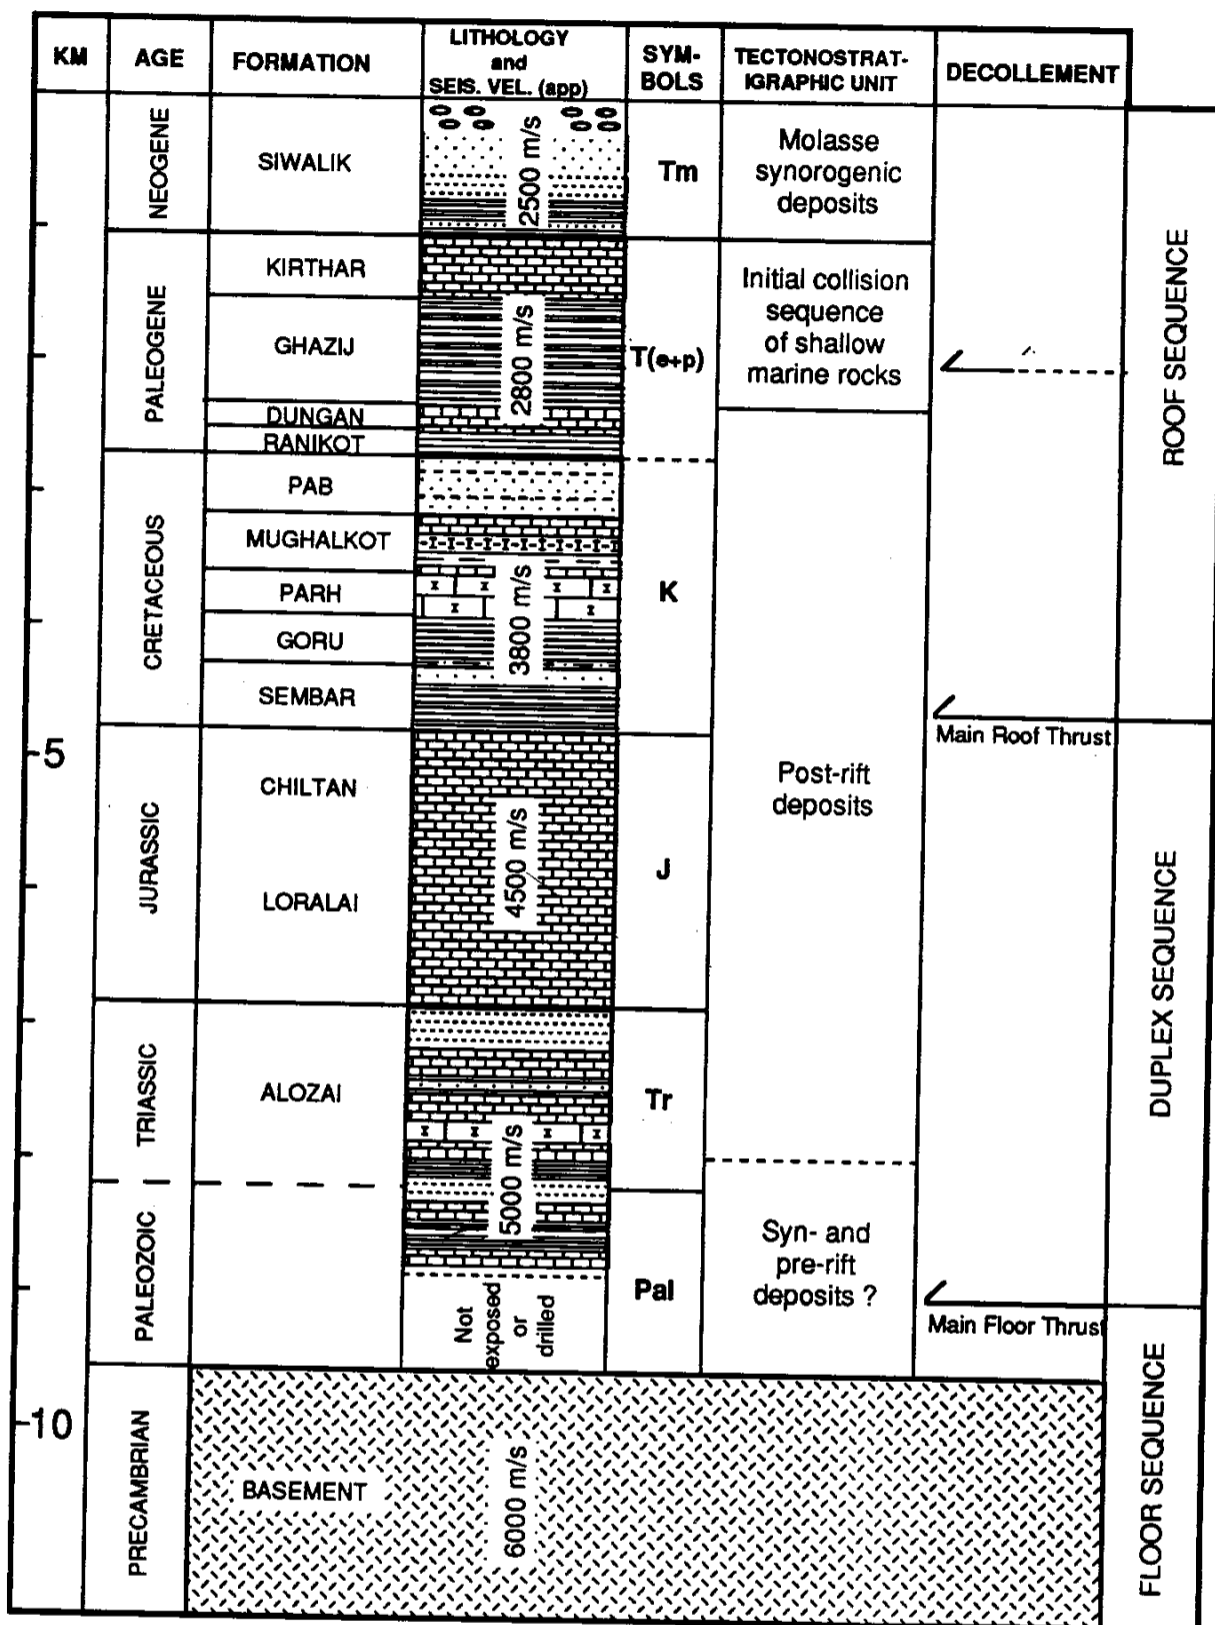 KM
AGE
FORMATION
LITHOLOGY
and
SEIS. VEL. (app)
SYM-
BOLS
TECTONOSTRAT-
IGRAPHIC UNIT
DECOLLEMENT
NEOGENE
SIWALIK
2500 m/s
Tm
Molasse
synorogenic
deposits
PALEOGENE
KIRTHAR
GHAZIJ
DUNGAN
RANIKOT
2800 m/s
T(e+p)
Initial collision
sequence
of shallow
marine rocks
ROOF SEQUENCE
CRETACEOUS
PAB
MUGHALKOT
PARH
GORU
SEMBAR
3800 m/s
K
Main Roof Thrust
5
JURASSIC
CHILTAN
LORALAI
4500 m/s
J
Post-rift
deposits
DUPLEX SEQUENCE
TRIASSIC
ALOZAI
5000 m/s
Tr
PALEOZOIC
Not
exposed
or
drilled
Pal
Syn- and
pre-rift
deposits ?
Main Floor Thrust
10
PRECAMBRIAN
BASEMENT
6000 m/s
FLOOR SEQUENCE